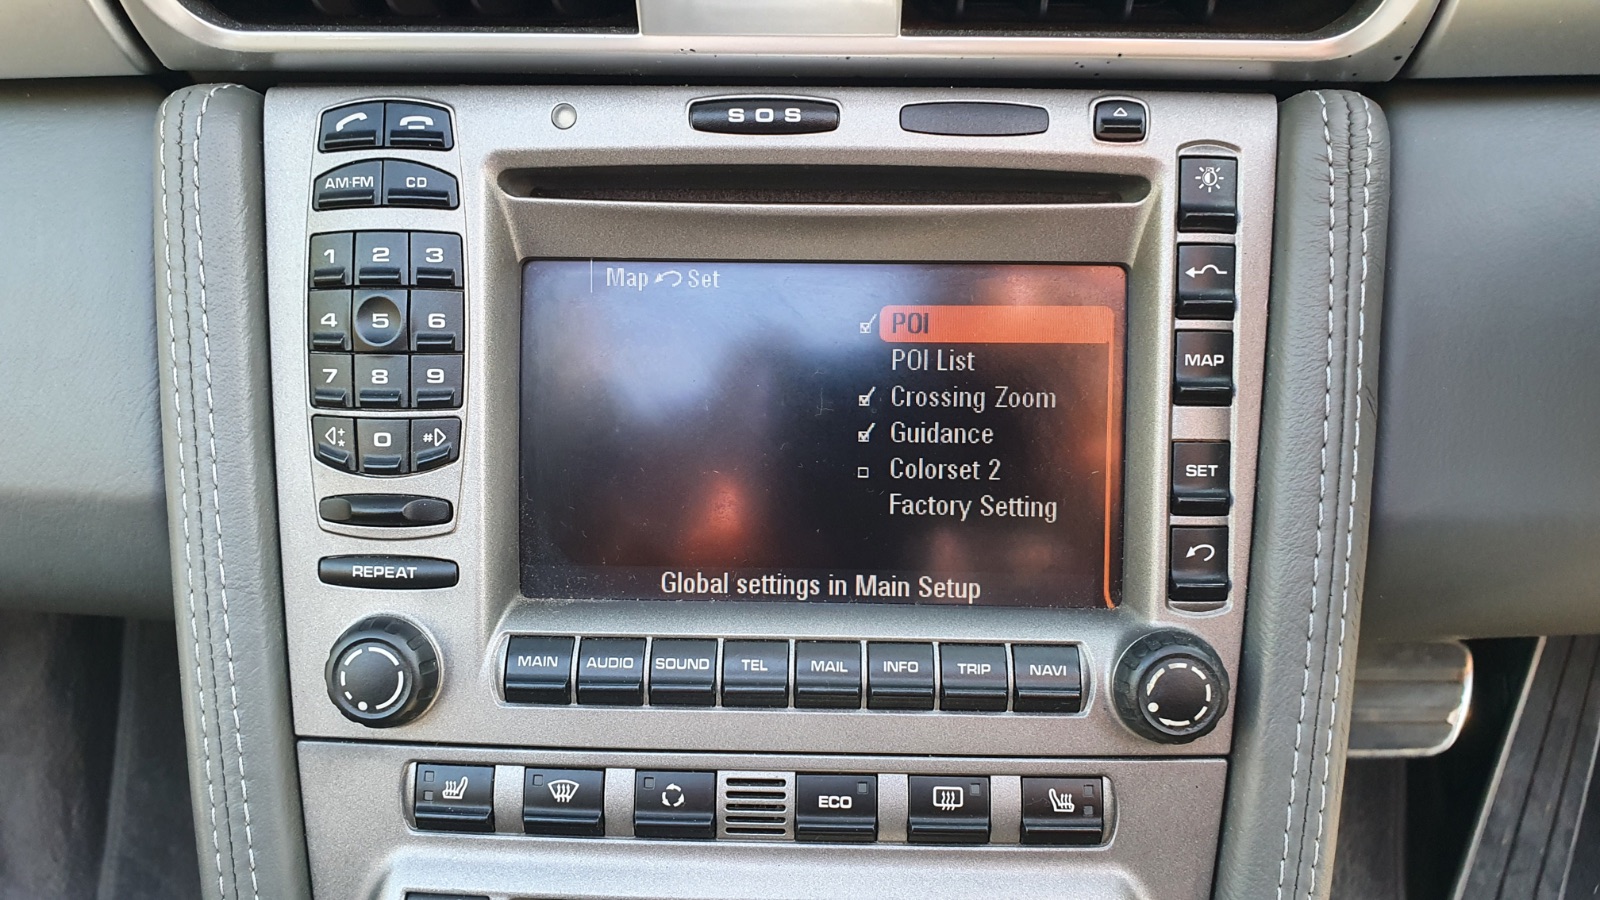 SOS
AM·FM CD
1 2 3
4 5 6
7 8 9
+
* 0 #
REPEAT
Map Set
POI
POI List
Crossing Zoom
Guidance
Colorset 2
Factory Setting
Global settings in Main Setup
MAP
SET
MAIN AUDIO SOUND TEL MAIL INFO TRIP NAVI
ECO